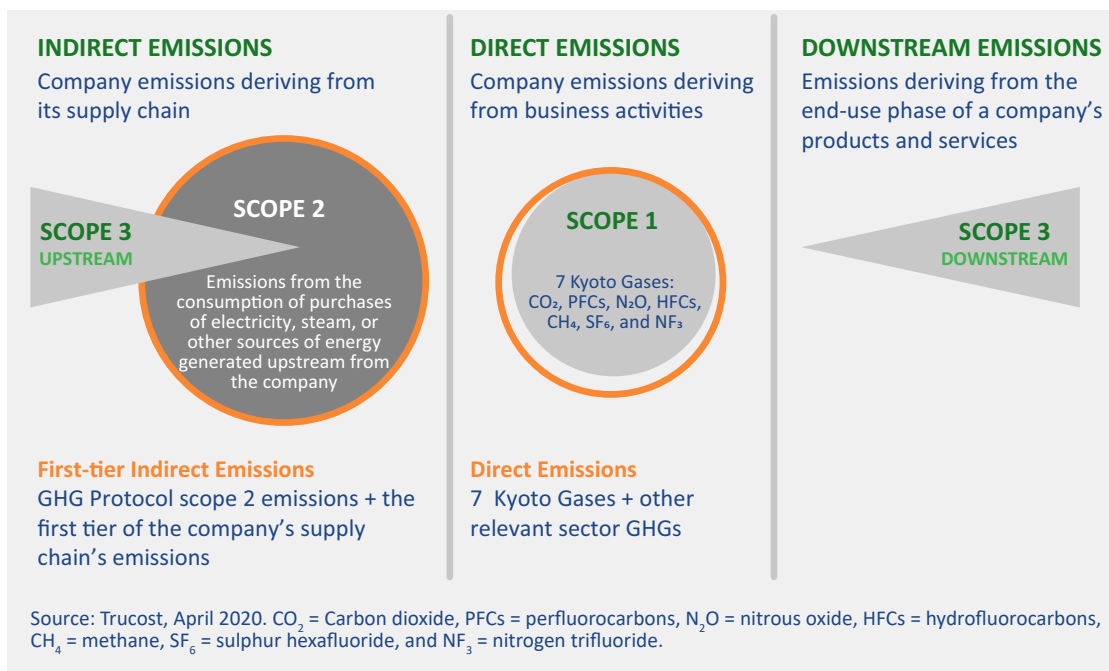 INDIRECT EMISSIONS
Company emissions deriving from
its supply chain
SCOPE 3
UPSTREAM
SCOPE 2
Emissions from the
consumption of purchases
of electricity, steam, or
other sources of energy
generated upstream from
the company
First-tier Indirect Emissions
GHG Protocol scope 2 emissions + the
first tier of the company's supply
chain's emissions
DIRECT EMISSIONS
Company emissions deriving
from business activities
SCOPE 1
7 Kyoto Gases:
CO₂, PFCs, N₂O, HFCs,
CH₄, SF₆, and NF₃
Direct Emissions
7 Kyoto Gases + other
relevant sector GHGs
DOWNSTREAM EMISSIONS
Emissions deriving from the
end-use phase of a company's
products and services
SCOPE 3
DOWNSTREAM
Source: Trucost, April 2020. CO₂ = Carbon dioxide, PFCs = perfluorocarbons, N₂O = nitrous oxide, HFCs = hydrofluorocarbons,
CH₄ = methane, SF₆ = sulphur hexafluoride, and NF₃ = nitrogen trifluoride.